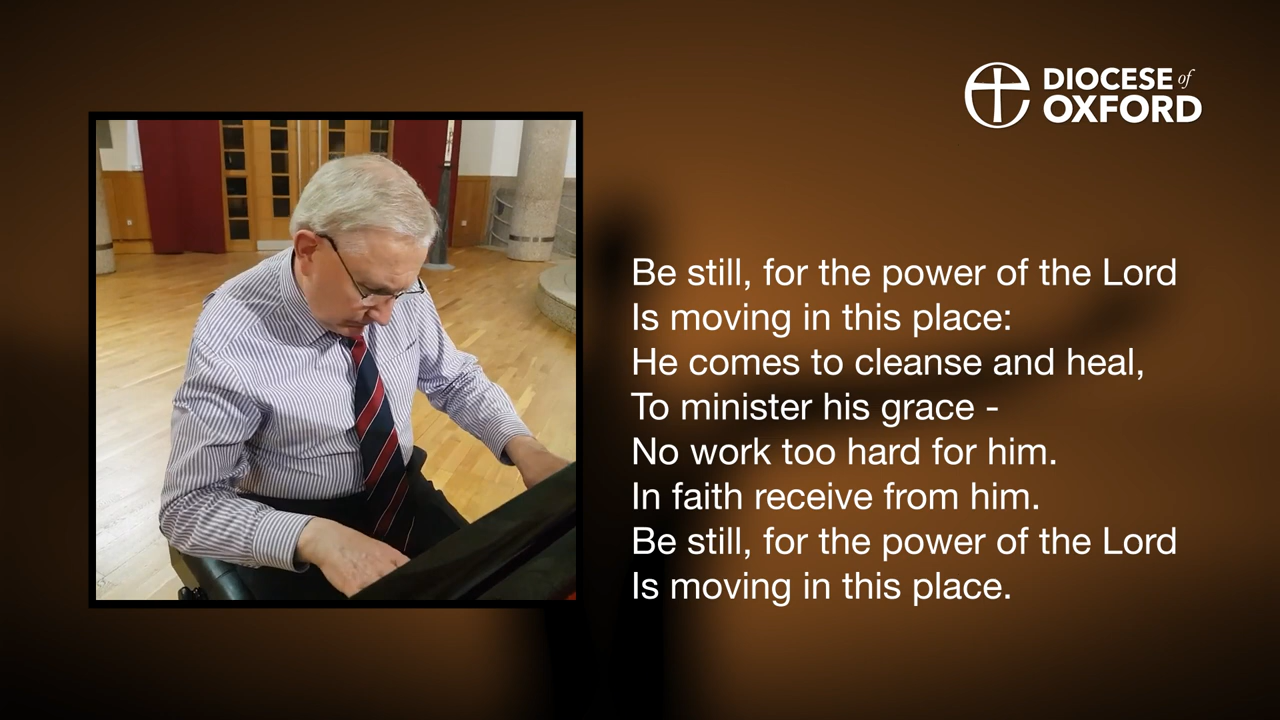 DIOCESE of
OXFORD
Be still, for the power of the Lord
Is moving in this place:
He comes to cleanse and heal,
To minister his grace -
No work too hard for him.
In faith receive from him.
Be still, for the power of the Lord
Is moving in this place.